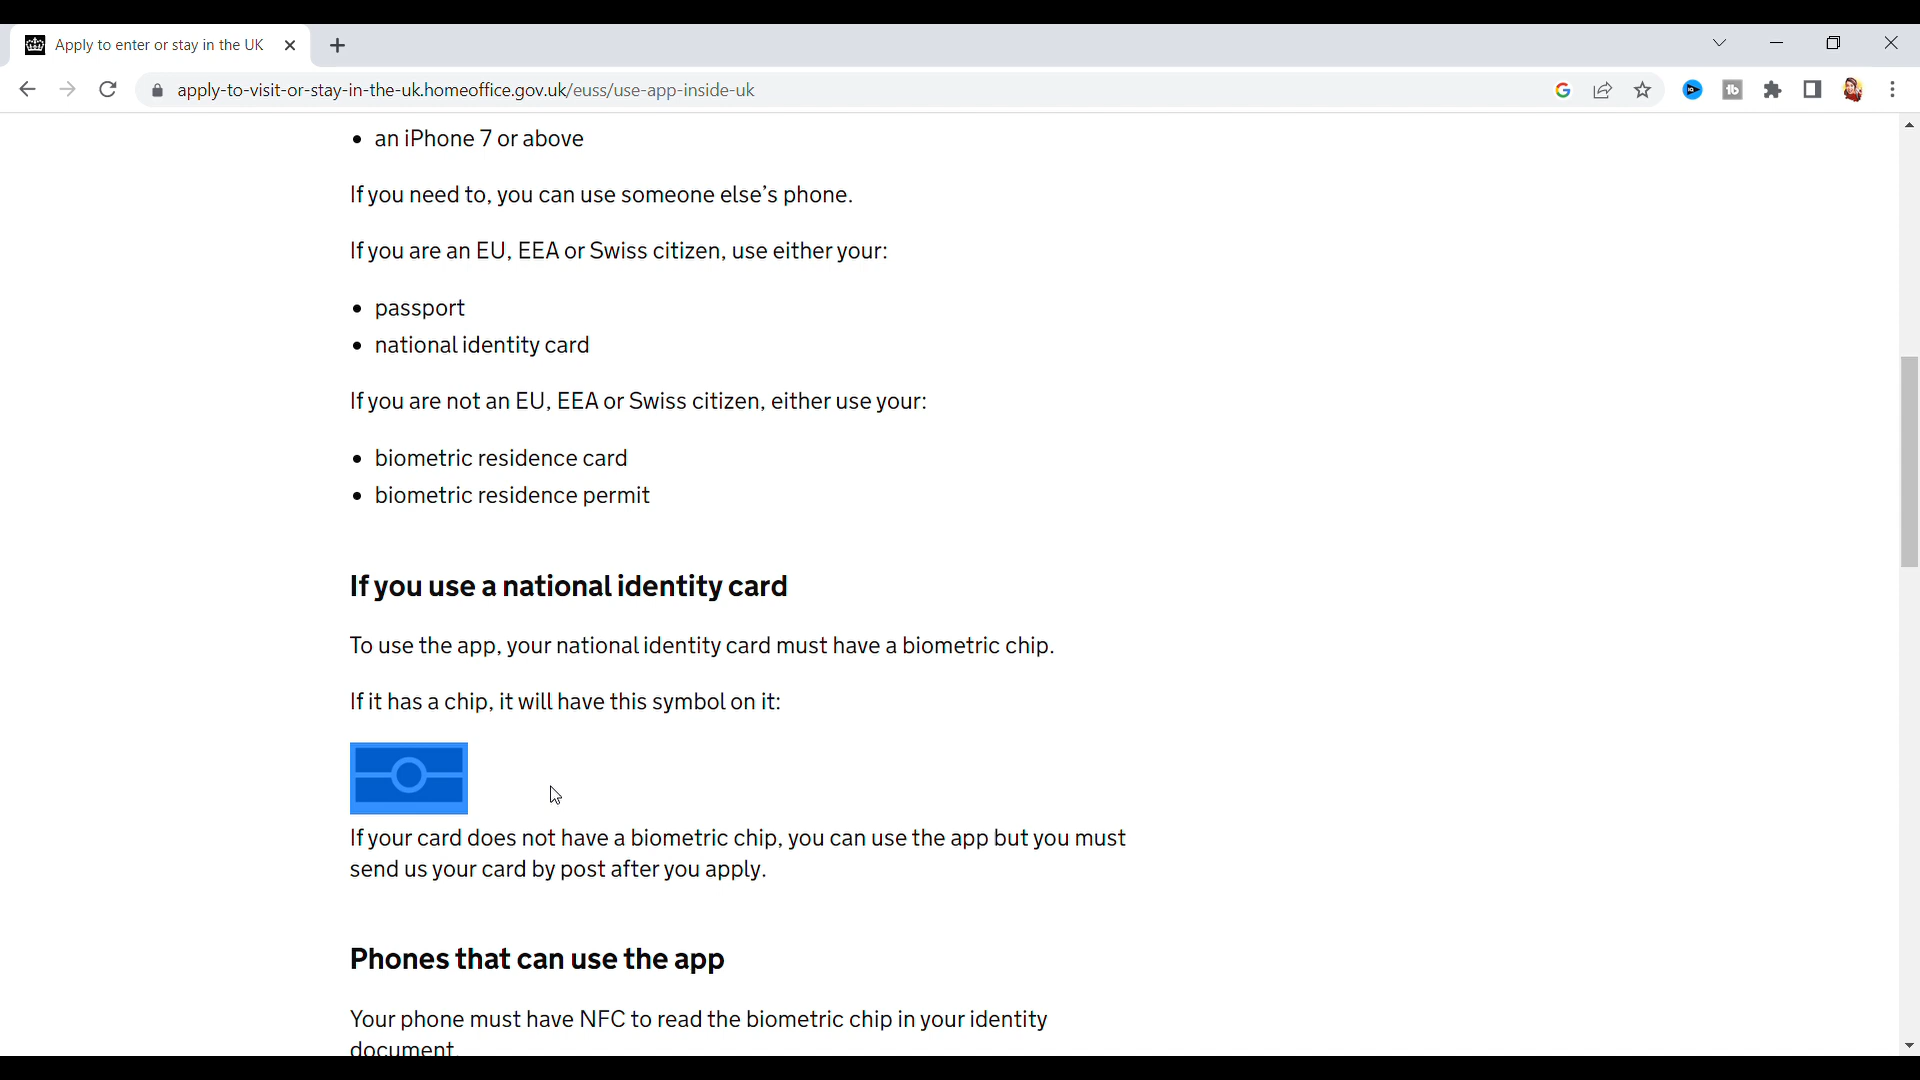 Apply to enter or stay in the UK
apply-to-visit-or-stay-in-the-uk.homeoffice.gov.uk/euss/use-app-inside-uk
• an iPhone 7 or above
If you need to, you can use someone else’s phone.
If you are an EU, EEA or Swiss citizen, use either your:
• passport
• national identity card
If you are not an EU, EEA or Swiss citizen, either use your:
• biometric residence card
• biometric residence permit
If you use a national identity card
To use the app, your national identity card must have a biometric chip.
If it has a chip, it will have this symbol on it:
If your card does not have a biometric chip, you can use the app but you must
send us your card by post after you apply.
Phones that can use the app
Your phone must have NFC to read the biometric chip in your identity
document.